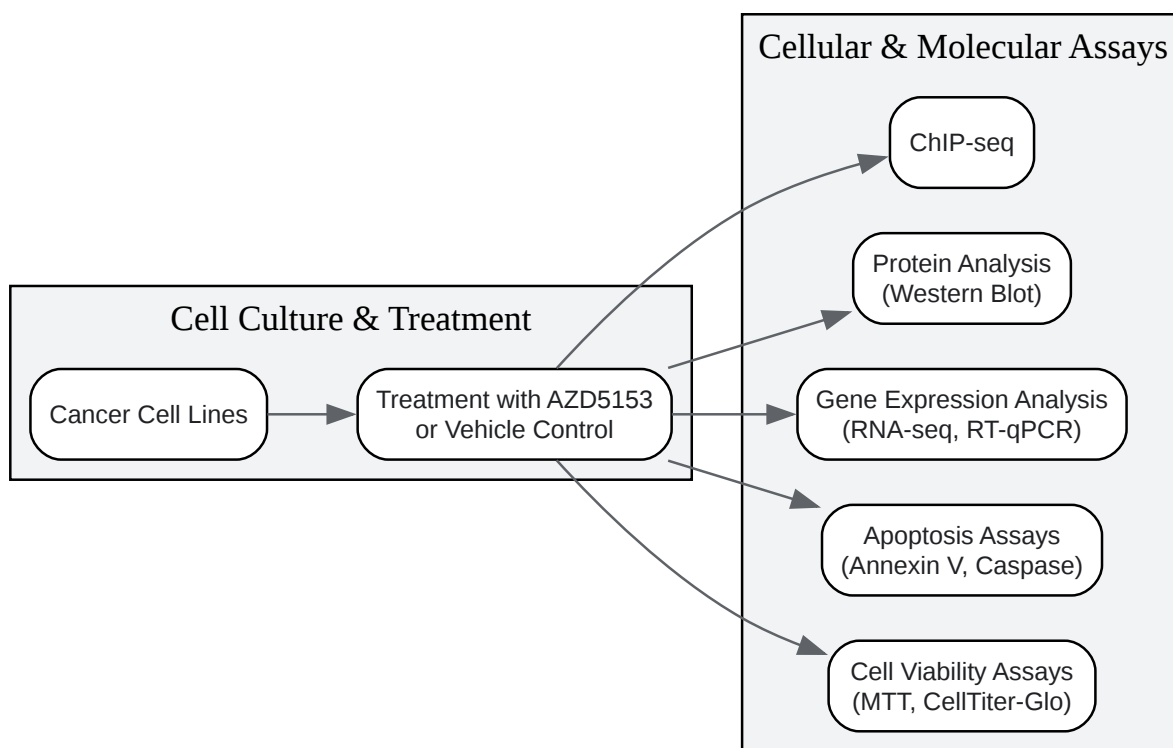 Cell Culture & Treatment
Cancer Cell Lines
Treatment with AZD5153
or Vehicle Control
Cellular & Molecular Assays
ChIP-seq
Protein Analysis
(Western Blot)
Gene Expression Analysis
(RNA-seq, RT-qPCR)
Apoptosis Assays
(Annexin V, Caspase)
Cell Viability Assays
(MTT, CellTiter-Glo)